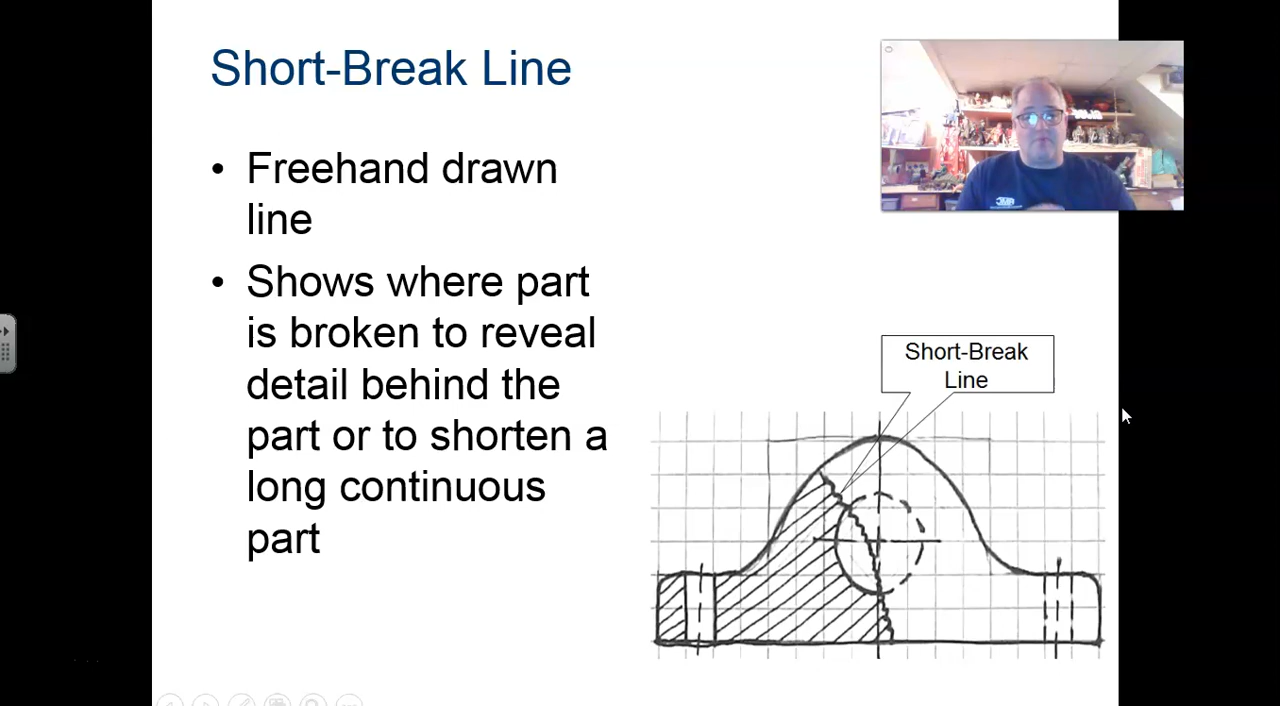 Short-Break Line
• Freehand drawn
line
• Shows where part
is broken to reveal
detail behind the
part or to shorten a
long continuous
part
Short-Break
Line